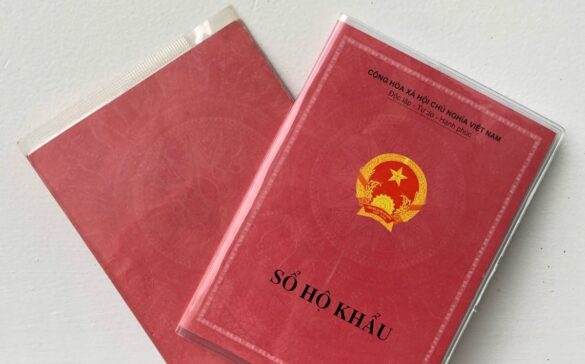 CỘNG HÒA XÃ HỘI CHỦ NGHĨA VIỆT NAM
Độc lập - Tự do - Hạnh phúc
SỔ HỘ KHẨU